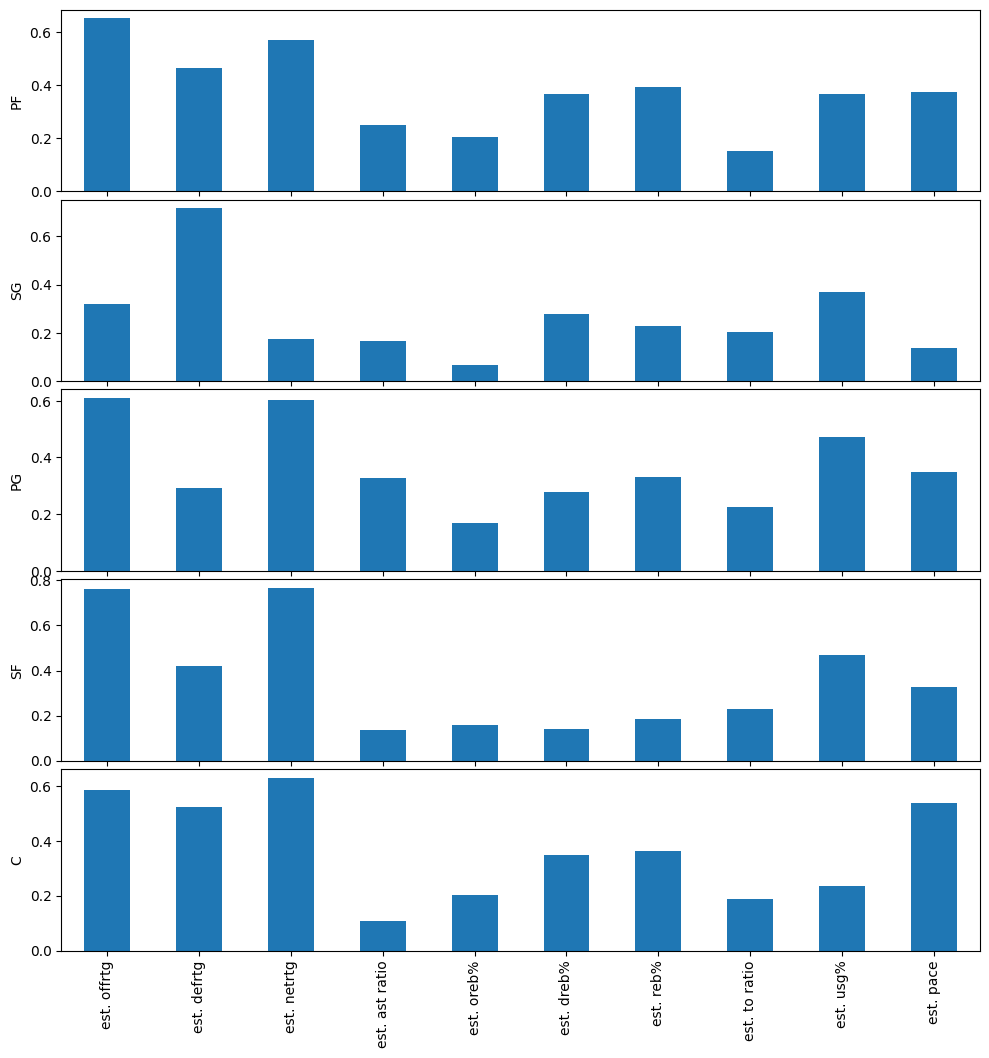 0.6
0.4
0.2
0.0
PF
0.6
0.4
0.2
0.0
SG
0.6
0.4
0.2
0.0
PG
0.8
0.6
0.4
0.2
0.0
SF
0.6
0.4
0.2
0.0
C
est. offrtg
est. defrtg
est. netrtg
est. ast ratio
est. oreb%
est. dreb%
est. reb%
est. to ratio
est. usg%
est. pace